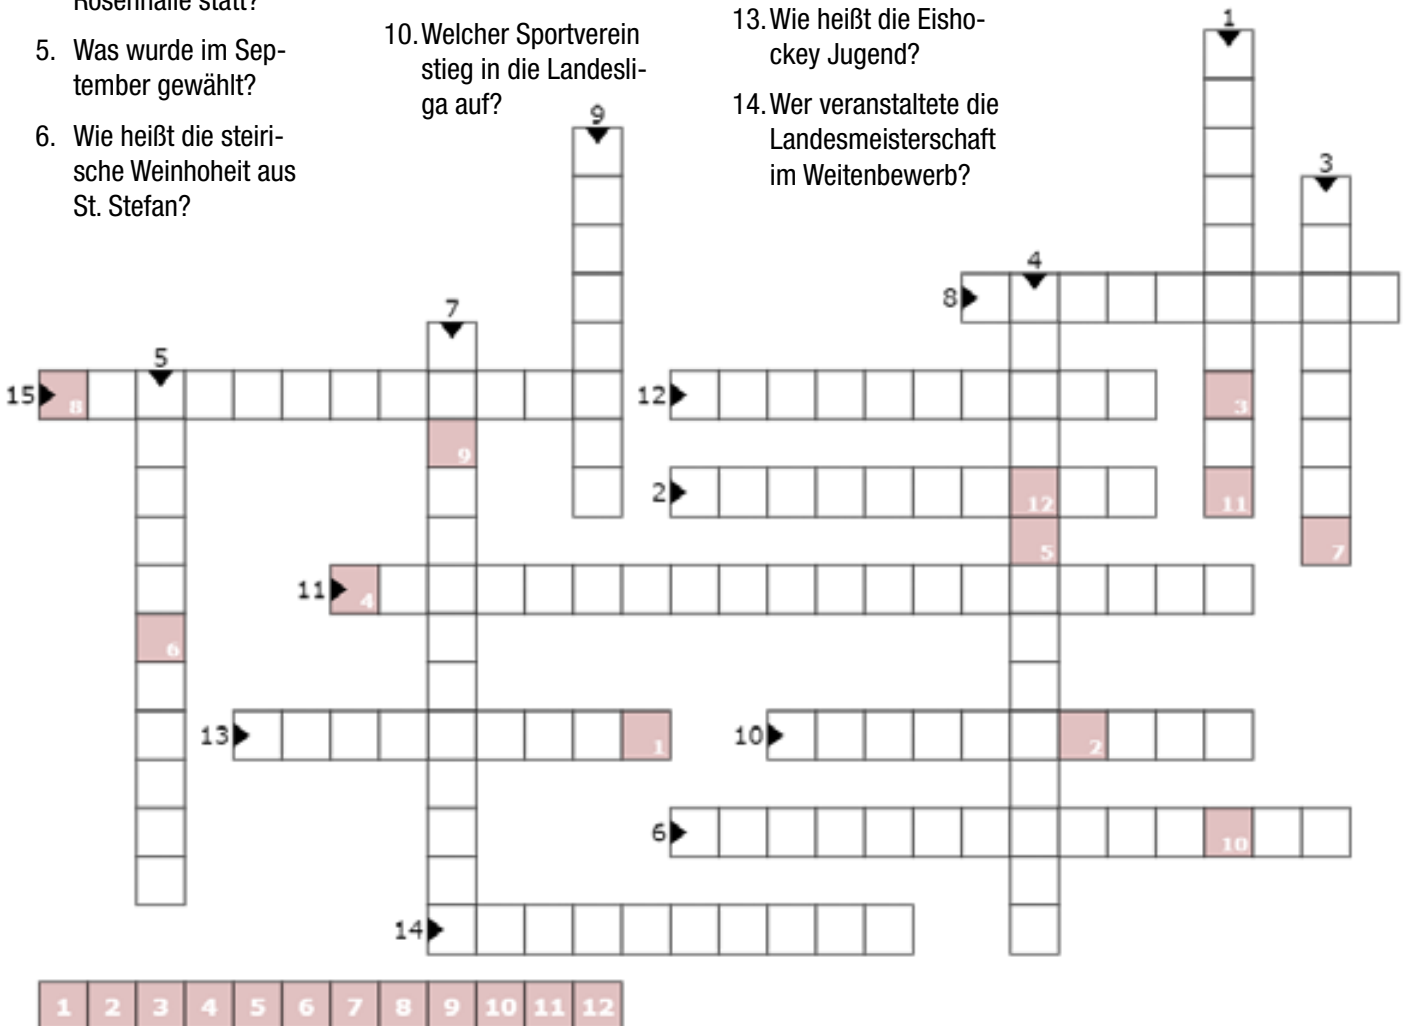 Rosenhalle statt?
5. Was wurde im Sep-
tember gewählt?
6. Wie heißt die steiri-
sche Weinhoheit aus
St. Stefan?
10. Welcher Sportverein
stieg in die Landesli-
ga auf?
13. Wie heißt die Eisho-
ckey Jugend?
14. Wer veranstaltete die
Landesmeisterschaft
im Weitenbewerb?
1
9
3
4
8
7
5
15
8
12
3
9
2
12
11
5
7
11
4
6
13
1
10
2
6
10
14
1 2 3 4 5 6 7 8 9 10 11 12